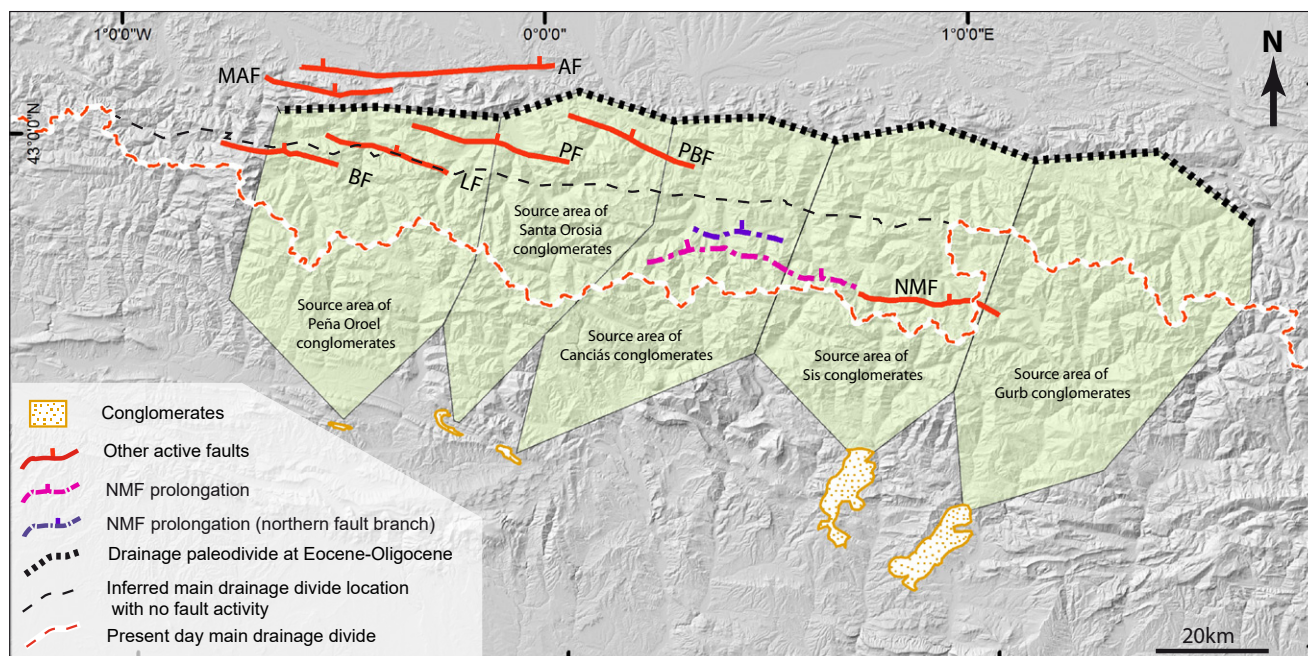 1°0'0"W
0°0'0"
1°0'0"E
N
43°0'0"N
MAF
AF
PF
PBF
BF
LF
NMF
Source area of
Santa Orosia
conglomerates
Source area of
Peña Oroel
conglomerates
Source area of
Canciás conglomerates
Source area of
Sis conglomerates
Source area of
Gurb conglomerates
Conglomerates
Other active faults
NMF prolongation
NMF prolongation (northern fault branch)
Drainage paleodivide at Eocene-Oligocene
Inferred main drainage divide location
with no fault activity
Present day main drainage divide
20km